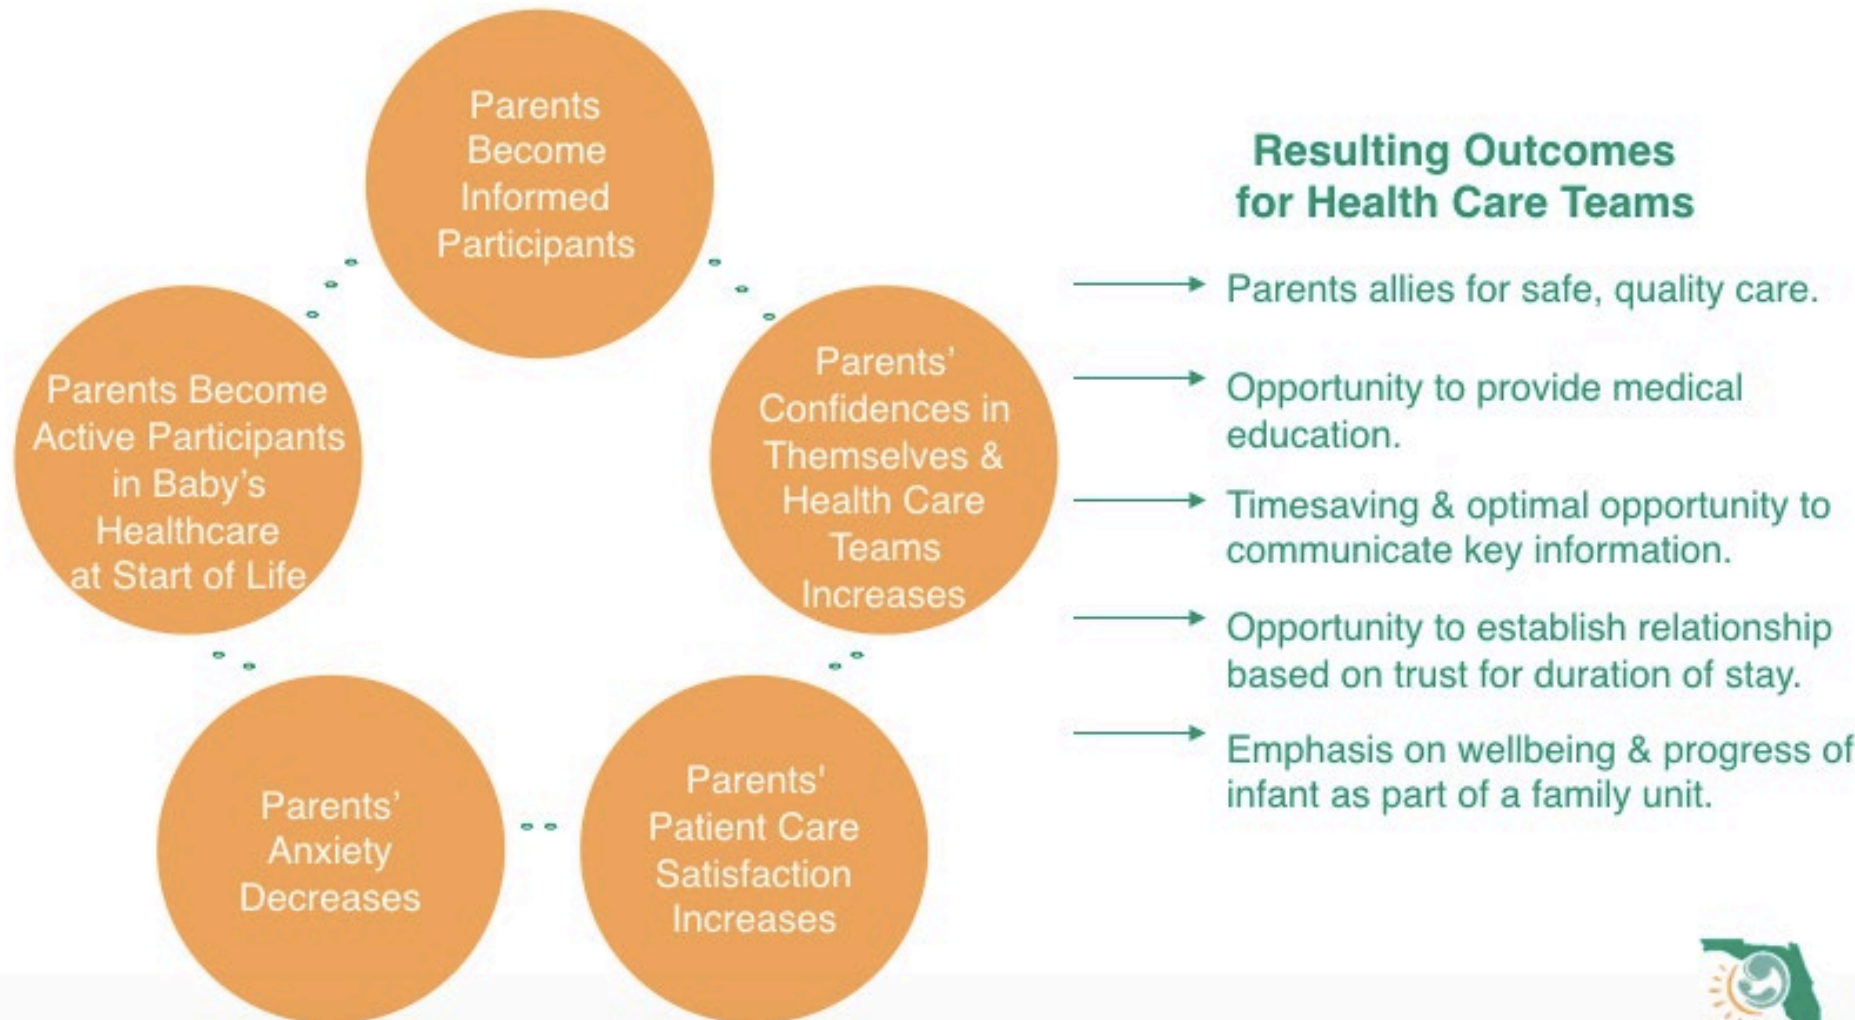 Parents
Become
Informed
Participants
Parents Become
Active Participants
in Baby’s
Healthcare
at Start of Life
Parents’
Confidences in
Themselves &
Health Care
Teams
Increases
Parents’
Anxiety
Decreases
Parents'
Patient Care
Satisfaction
Increases
Resulting Outcomes
for Health Care Teams
Parents allies for safe, quality care.
Opportunity to provide medical
education.
Timesaving & optimal opportunity to
communicate key information.
Opportunity to establish relationship
based on trust for duration of stay.
Emphasis on wellbeing & progress of
infant as part of a family unit.